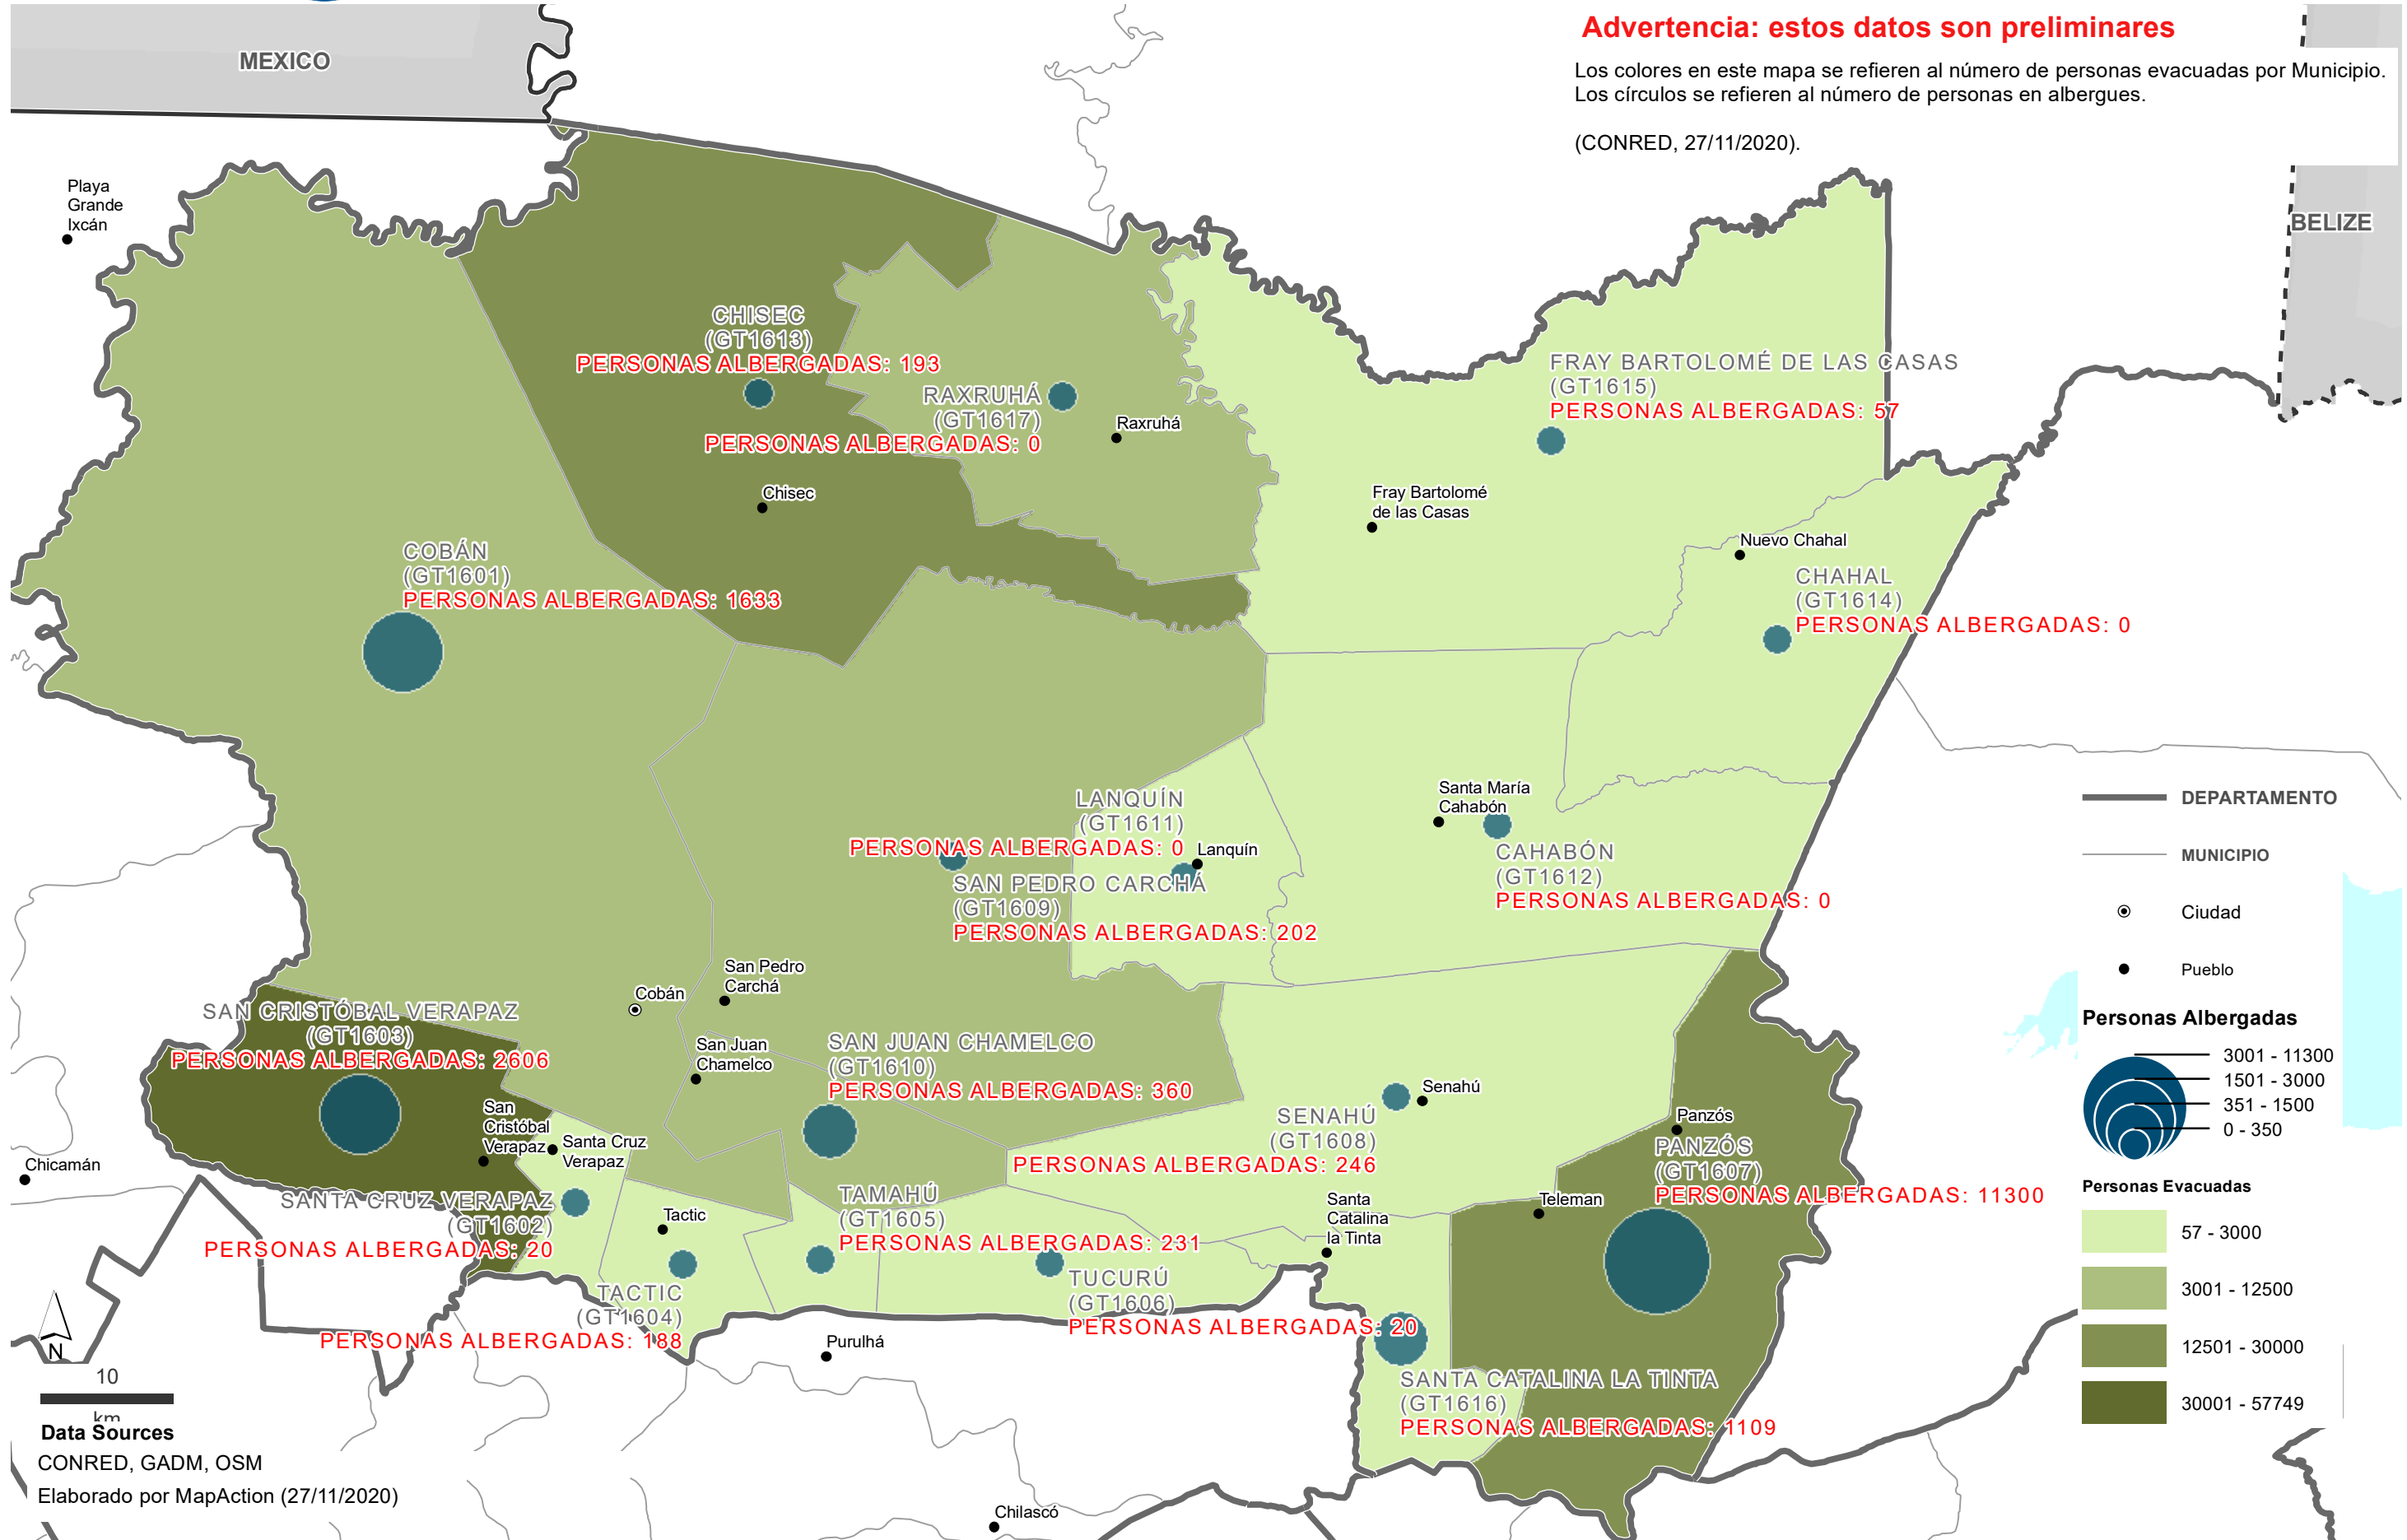 MEXICO
Advertencia: estos datos son preliminares
Los colores en este mapa se refieren al número de personas evacuadas por Municipio.
Los círculos se refieren al número de personas en albergues.
(CONRED, 27/11/2020).
BELIZE
Playa
Grande
Ixcán
CHISEC
(GT1613)
PERSONAS ALBERGADAS: 193
RAXRUHÁ
(GT1617)
PERSONAS ALBERGADAS: 0
Raxruhá
FRAY BARTOLOMÉ DE LAS CASAS
(GT1615)
PERSONAS ALBERGADAS: 57
Chisec
Fray Bartolomé
de las Casas
Nuevo Chahal
COBÁN
(GT1601)
PERSONAS ALBERGADAS: 1633
CHAHAL
(GT1614)
PERSONAS ALBERGADAS: 0
LANQUÍN
(GT1611)
PERSONAS ALBERGADAS: 0
Lanquín
Santa María
Cahabón
CAHABÓN
(GT1612)
PERSONAS ALBERGADAS: 0
SAN PEDRO CARCHÁ
(GT1609)
PERSONAS ALBERGADAS: 202
San Pedro
Carchá
Cobán
SAN CRISTÓBAL VERAPAZ
(GT1603)
PERSONAS ALBERGADAS: 2606
San Juan
Chamelco
SAN JUAN CHAMELCO
(GT1610)
PERSONAS ALBERGADAS: 360
San
Cristóbal
Verapaz
Santa Cruz
Verapaz
Chicamán
Senahú
SENAHÚ
(GT1608)
PERSONAS ALBERGADAS: 246
Panzós
PANZÓS
(GT1607)
PERSONAS ALBERGADAS: 11300
Teleman
SANTA CRUZ VERAPAZ
(GT1602)
PERSONAS ALBERGADAS: 20
Tactic
TAMAHÚ
(GT1605)
PERSONAS ALBERGADAS: 231
Santa
Catalina
la Tinta
TACTIC
(GT1604)
PERSONAS ALBERGADAS: 188
TUCURÚ
(GT1606)
PERSONAS ALBERGADAS: 20
Purulhá
SANTA CATALINA LA TINTA
(GT1616)
PERSONAS ALBERGADAS: 1109
Chilascó
DEPARTAMENTO
MUNICIPIO
Ciudad
Pueblo
Personas Albergadas
3001 - 11300
1501 - 3000
351 - 1500
0 - 350
Personas Evacuadas
57 - 3000
3001 - 12500
12501 - 30000
30001 - 57749
N
10
km
Data Sources
CONRED, GADM, OSM
Elaborado por MapAction (27/11/2020)